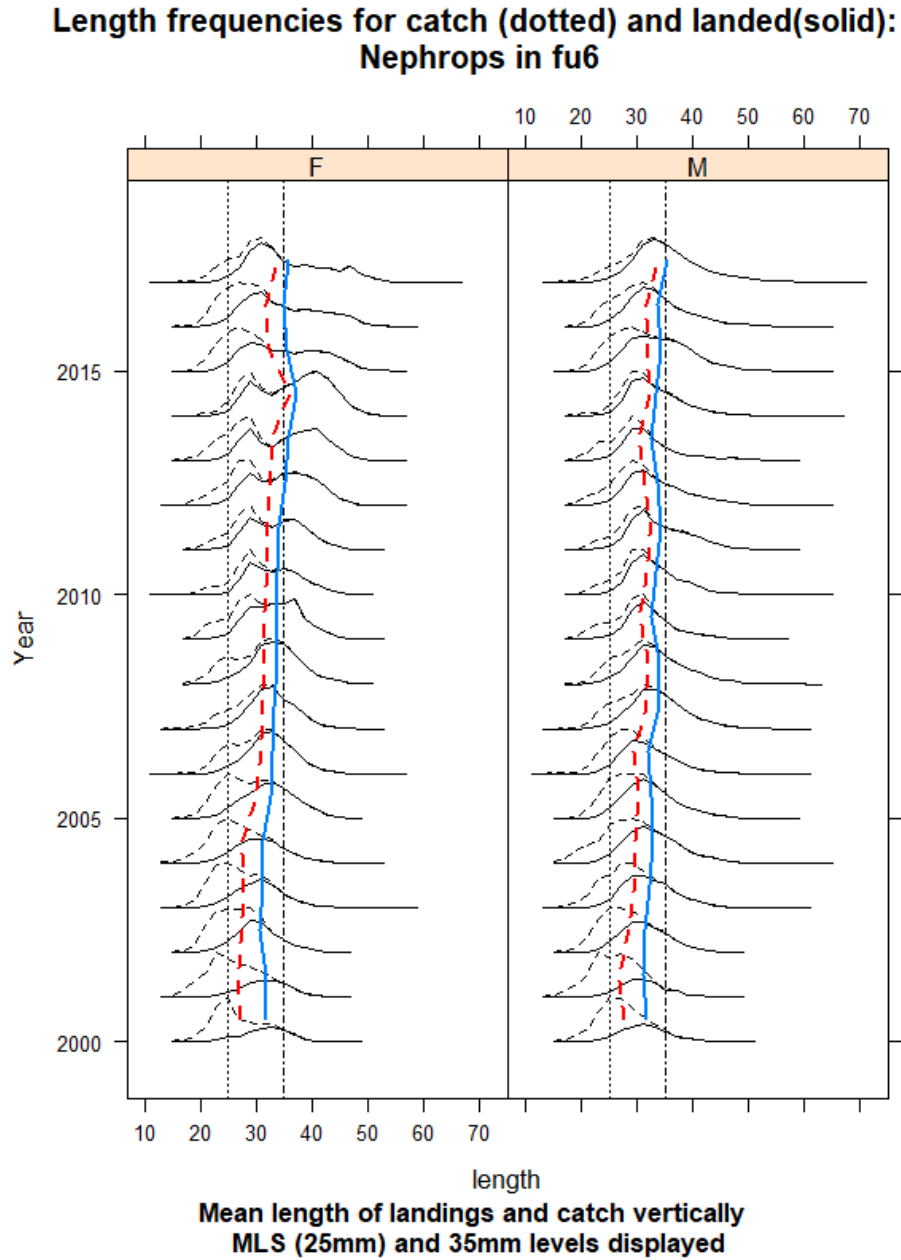 Length frequencies for catch (dotted) and landed(solid):
Nephrops in fu6
10 20 30 40 50 60 70
F M
2015
2010
2005
2000
Year
10 20 30 40 50 60 70
length
Mean length of landings and catch vertically
MLS (25mm) and 35mm levels displayed